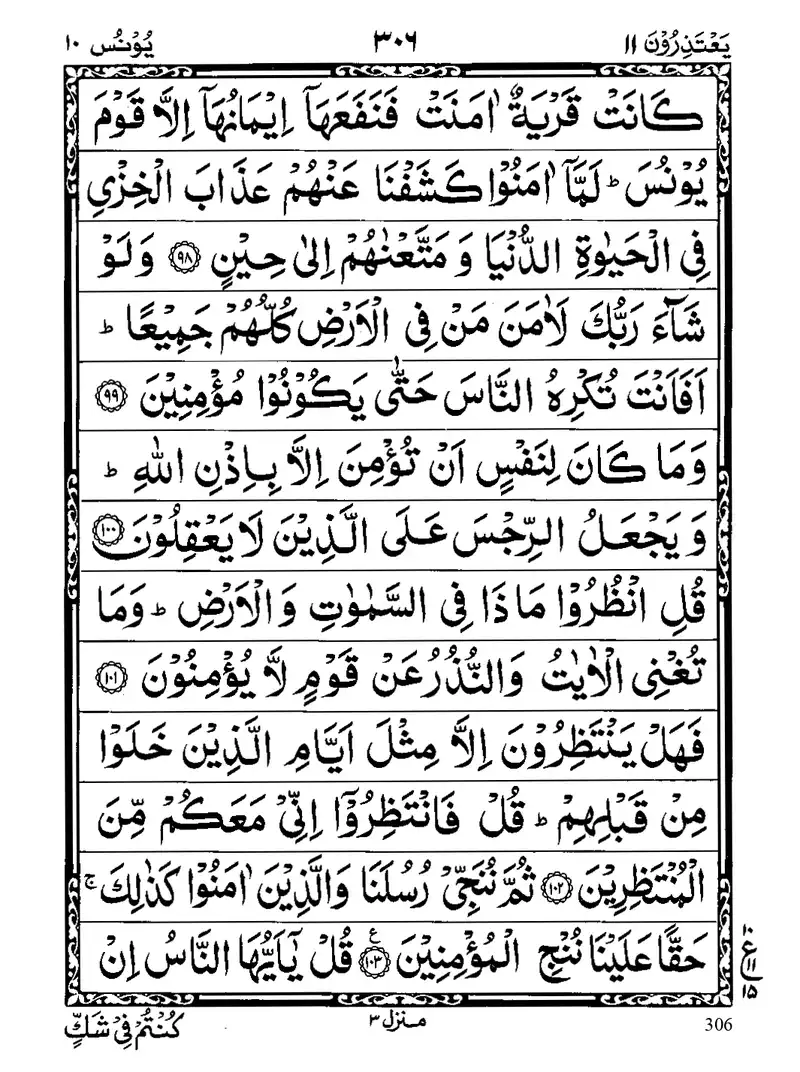 يَعْتَذِرُوْنَ ١١ ٣٠٦ يُوْنُس ١٠
كَانَتْ قَرْيَةٌ اٰمَنَتْ فَنَفَعَهَاۤ اِيْمَانُهَاۤ اِلَّا قَوْمَ
يُوْنُسَ ؕ لَمَّاۤ اٰمَنُوْا كَشَفْنَا عَنْهُمْ عَذَابَ الْخِزْيِ
فِى الْحَيٰوةِ الدُّنْيَا وَ مَتَّعْنٰهُمْ اِلٰى حِيْنٍ ﴿٩٨﴾ وَ لَوْ
شَآءَ رَبُّكَ لَاٰمَنَ مَنْ فِى الْاَرْضِ كُلُّهُمْ جَمِيْعًا ؕ
اَفَاَنْتَ تُكْرِهُ النَّاسَ حَتّٰى يَكُوْنُوْا مُؤْمِنِيْنَ ﴿٩٩﴾
وَ مَا كَانَ لِنَفْسٍ اَنْ تُؤْمِنَ اِلَّا بِاِذْنِ اللّٰهِ ؕ
وَ يَجْعَلُ الرِّجْسَ عَلَى الَّذِيْنَ لَا يَعْقِلُوْنَ ﴿١٠٠﴾
قُلِ انْظُرُوْا مَاذَا فِى السَّمٰوٰتِ وَ الْاَرْضِ ؕ وَ مَا
تُغْنِى الْاٰيٰتُ وَ النُّذُرُ عَنْ قَوْمٍ لَّا يُؤْمِنُوْنَ ﴿١٠١﴾
فَهَلْ يَنْتَظِرُوْنَ اِلَّا مِثْلَ اَيَّامِ الَّذِيْنَ خَلَوْا
مِنْ قَبْلِهِمْ ؕ قُلْ فَانْتَظِرُوْۤا اِنِّىْ مَعَكُمْ مِّنَ
الْمُنْتَظِرِيْنَ ﴿١٠٢﴾ ثُمَّ نُنَجِّىْ رُسُلَنَا وَ الَّذِيْنَ اٰمَنُوْا كَذٰلِكَ ۚ
حَقًّا عَلَيْنَا نُنْجِ الْمُؤْمِنِيْنَ ﴿١٠٣﴾ ع قُلْ يٰۤاَيُّهَا النَّاسُ اِنْ
١٠ ع ١١ ١٥
كُنْتُمْ فِىْ شَكٍّ منزل ٣ 306